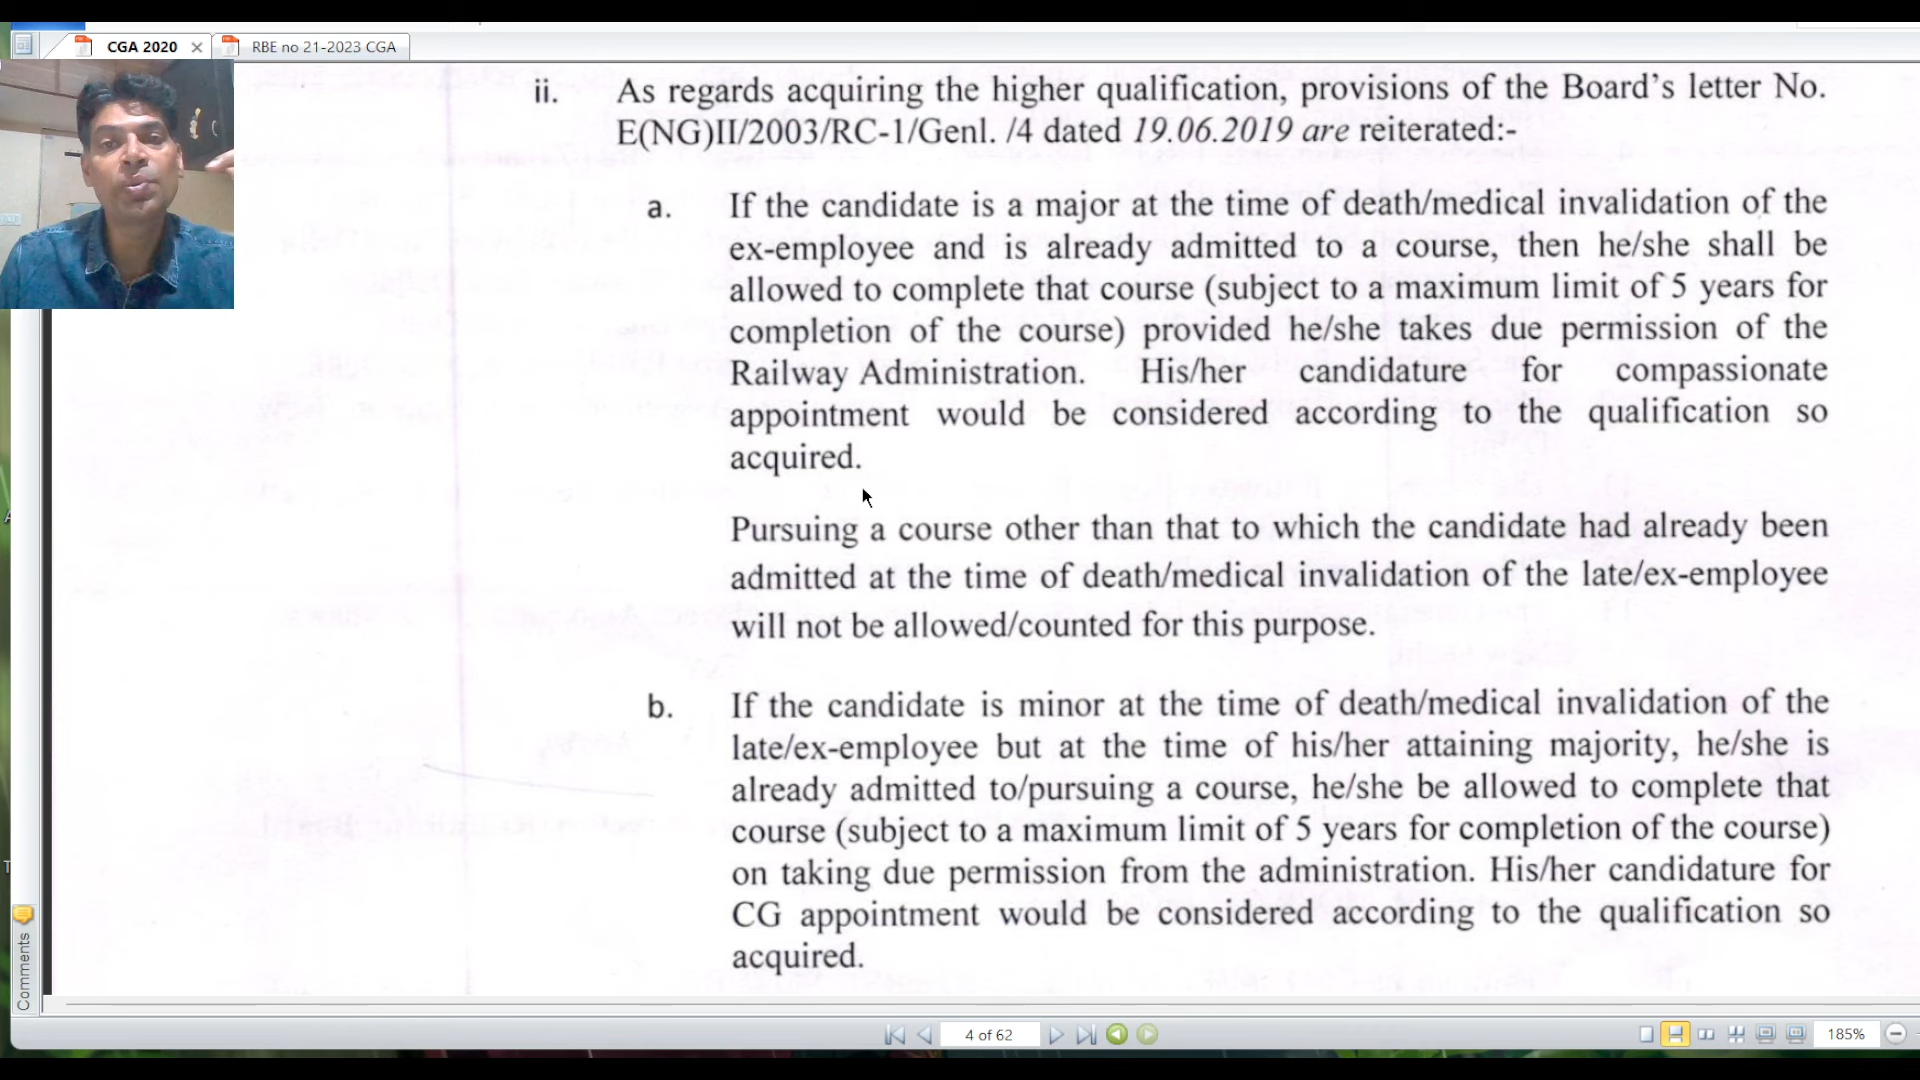 CGA 2020
RBE no 21-2023 CGA
ii. As regards acquiring the higher qualification, provisions of the Board's letter No.
E(NG)II/2003/RC-1/Genl. /4 dated 19.06.2019 are reiterated:-
a. If the candidate is a major at the time of death/medical invalidation of the
ex-employee and is already admitted to a course, then he/she shall be
allowed to complete that course (subject to a maximum limit of 5 years for
completion of the course) provided he/she takes due permission of the
Railway Administration. His/her candidature for compassionate
appointment would be considered according to the qualification so
acquired.
Pursuing a course other than that to which the candidate had already been
admitted at the time of death/medical invalidation of the late/ex-employee
will not be allowed/counted for this purpose.
b. If the candidate is minor at the time of death/medical invalidation of the
late/ex-employee but at the time of his/her attaining majority, he/she is
already admitted to/pursuing a course, he/she be allowed to complete that
course (subject to a maximum limit of 5 years for completion of the course)
on taking due permission from the administration. His/her candidature for
CG appointment would be considered according to the qualification so
acquired.
Comments
4 of 62
185%